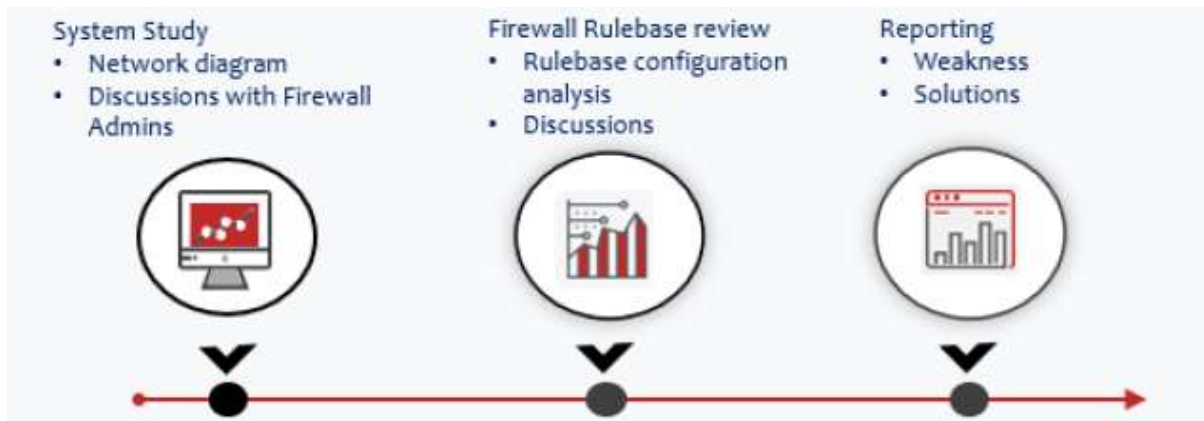 System Study
• Network diagram
• Discussions with Firewall
Admins
Firewall Rulebase review
• Rulebase configuration
analysis
• Discussions
Reporting
• Weakness
• Solutions